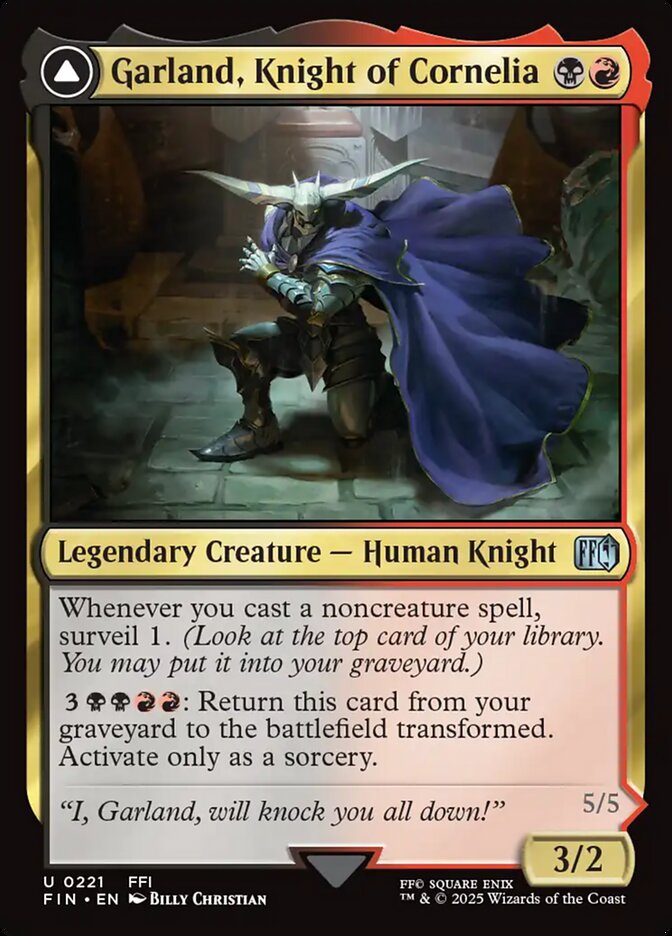 Garland, Knight of Cornelia
Legendary Creature — Human Knight
FF
Whenever you cast a noncreature spell,
surveil 1. (Look at the top card of your library.
You may put it into your graveyard.)
3: Return this card from your
graveyard to the battlefield transformed.
Activate only as a sorcery.
“I, Garland, will knock you all down!”
5/5
3/2
U 0221 FFI
FIN • EN Billy Christian
FF© SQUARE ENIX
™ & © 2025 Wizards of the Coast